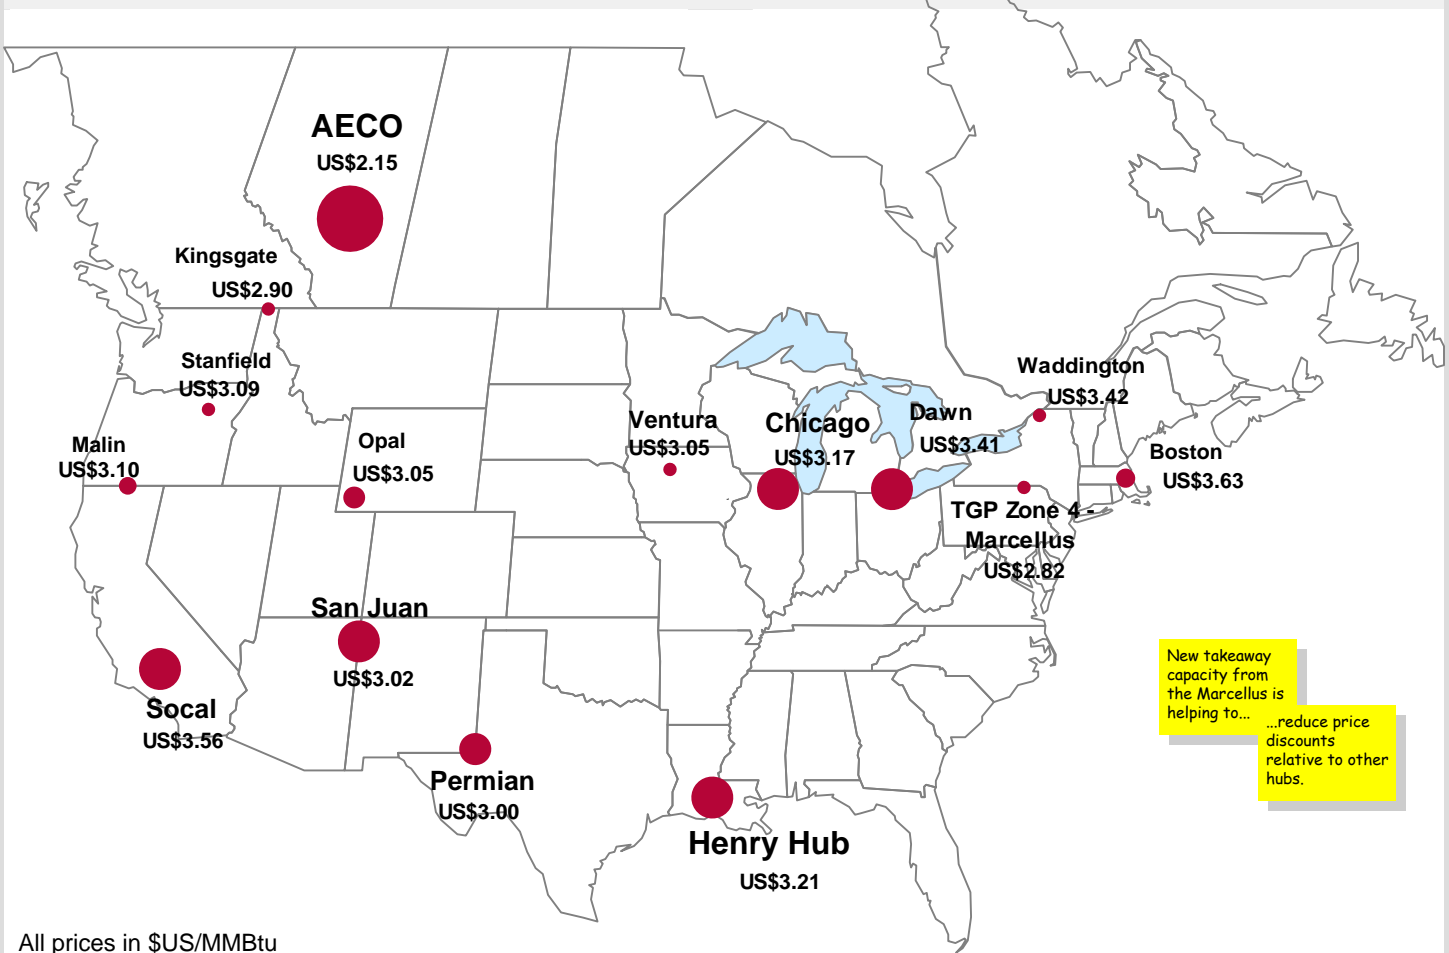 AECO
US$2.15
Kingsgate
US$2.90
Stanfield
US$3.09
Malin
US$3.10
Opal
US$3.05
Ventura
US$3.05
Chicago
US$3.17
Dawn
US$3.41
Waddington
US$3.42
Boston
US$3.63
TGP Zone 4 -
Marcellus
US$2.82
San Juan
US$3.02
Socal
US$3.56
Permian
US$3.00
Henry Hub
US$3.21
New takeaway
capacity from
the Marcellus is
helping to...
...reduce price
discounts
relative to other
hubs.
All prices in $US/MMBtu